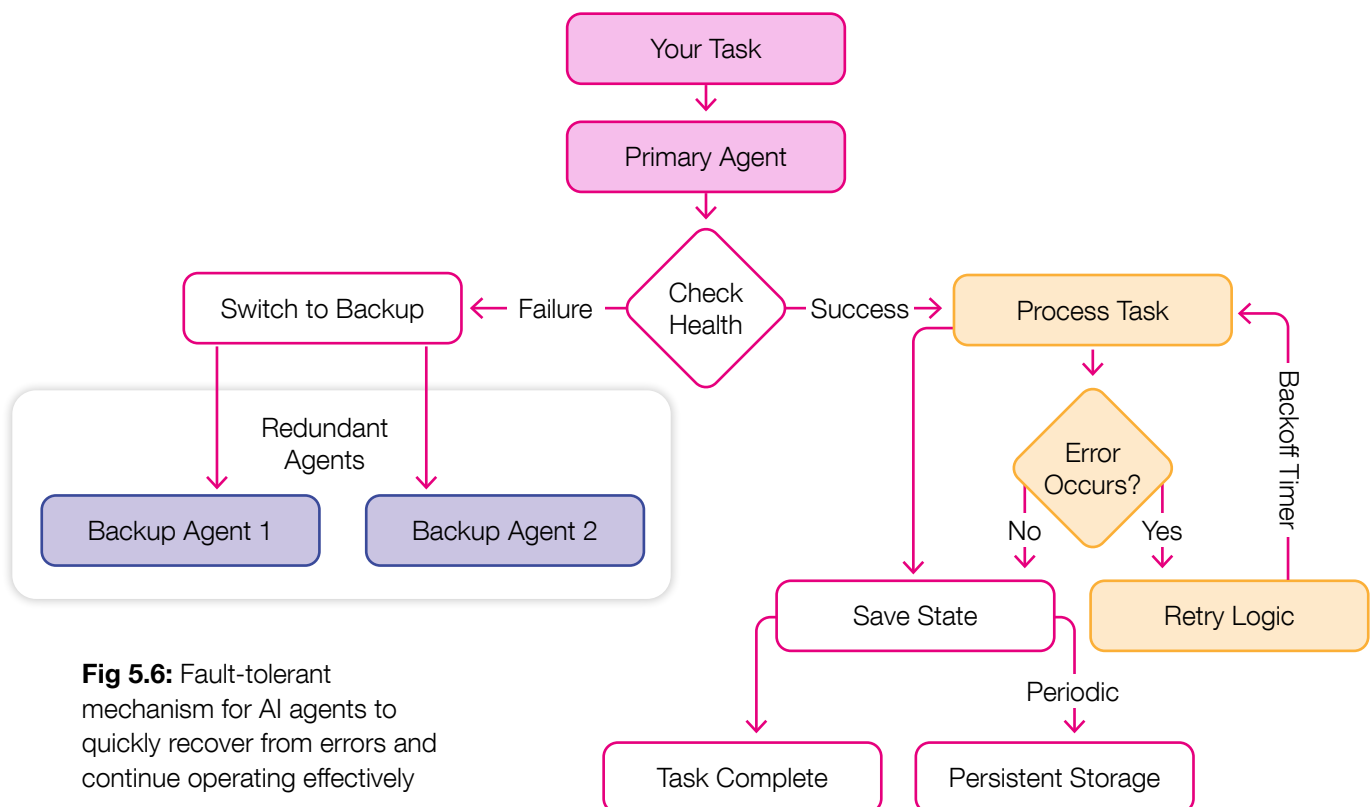 Your Task
Primary Agent
Check
Health
Failure
Success
Switch to Backup
Process Task
Redundant
Agents
Backup Agent 1
Backup Agent 2
Error
Occurs?
No
Yes
Backoff Timer
Save State
Retry Logic
Periodic
Task Complete
Persistent Storage
Fig 5.6: Fault-tolerant
mechanism for AI agents to
quickly recover from errors and
continue operating effectively